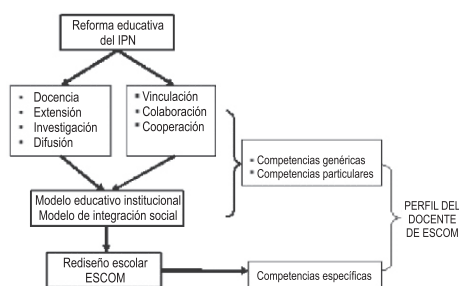 Reforma educativa
del IPN
Docencia
Extensión
Investigación
Difusión
Vinculación
Colaboración
Cooperación
Competencias genéricas
Competencias particulares
Modelo educativo institucional
Modelo de integración social
PERFIL DEL
DOCENTE
DE ESCOM
Rediseño escolar
ESCOM
Competencias específicas